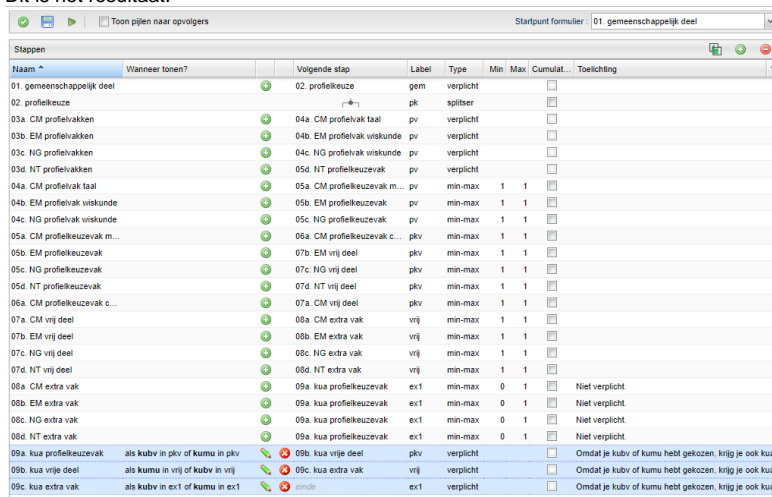 Dit is het resultaat.
Toon pijlen naar opvolgers Startpunt formulier : 01. gemeenschappelijk deel
Stappen
Naam Wanneer tonen? Volgende stap Label Type Min Max Cumulat... Toelichting
01. gemeenschappelijk deel 02. profielkeuze gem verplicht
02. profielkeuze pk splitser
03a. CM profielvakken 04a. CM profielvak taal pv verplicht
03b. EM profielvakken 04b. EM profielvak wiskunde pv verplicht
03c. NG profielvakken 04c. NG profielvak wiskunde pv verplicht
03d. NT profielvakken 05d. NT profielkeuzevak pv verplicht
04a. CM profielvak taal 05a. CM profielkeuzevak m... pv min-max 1 1
04b. EM profielvak wiskunde 05b. EM profielkeuzevak pv min-max 1 1
04c. NG profielvak wiskunde 05c. NG profielkeuzevak pv min-max 1 1
05a. CM profielkeuzevak m... 06a. CM profielkeuzevak c... pkv min-max 1 1
05b. EM profielkeuzevak 07b. EM vrij deel pkv min-max 1 1
05c. NG profielkeuzevak 07c. NG vrij deel pkv min-max 1 1
05d. NT profielkeuzevak 07d. NT vrij deel pkv min-max 1 1
06a. CM profielkeuzevak c... 07a. CM vrij deel pkv min-max 1 1
07a. CM vrij deel 08a. CM extra vak vrij min-max 1 1
07b. EM vrij deel 08b. EM extra vak vrij min-max 1 1
07c. NG vrij deel 08c. NG extra vak vrij min-max 1 1
07d. NT vrij deel 08d. NT extra vak vrij min-max 1 1
08a. CM extra vak 09a. kua profielkeuzevak ex1 min-max 0 1 Niet verplicht.
08b. EM extra vak 09a. kua profielkeuzevak ex1 min-max 0 1 Niet verplicht.
08c. NG extra vak 09a. kua profielkeuzevak ex1 min-max 0 1 Niet verplicht.
08d. NT extra vak 09a. kua profielkeuzevak ex1 min-max 0 1 Niet verplicht.
09a. kua profielkeuzevak als kubv in pkv of kumu in pkv 09b. kua vrije deel pkv verplicht Omdat je kubv of kumu hebt gekozen, krijg je ook kua
09b. kua vrije deel als kumu in vrij of kubv in vrij 09c. kua extra vak vrij verplicht Omdat je kubv of kumu hebt gekozen, krijg je ook kua
09c. kua extra vak als kubv in ex1 of kumu in ex1 einde ex1 verplicht Omdat je kubv of kumu hebt gekozen, krijg je ook kua